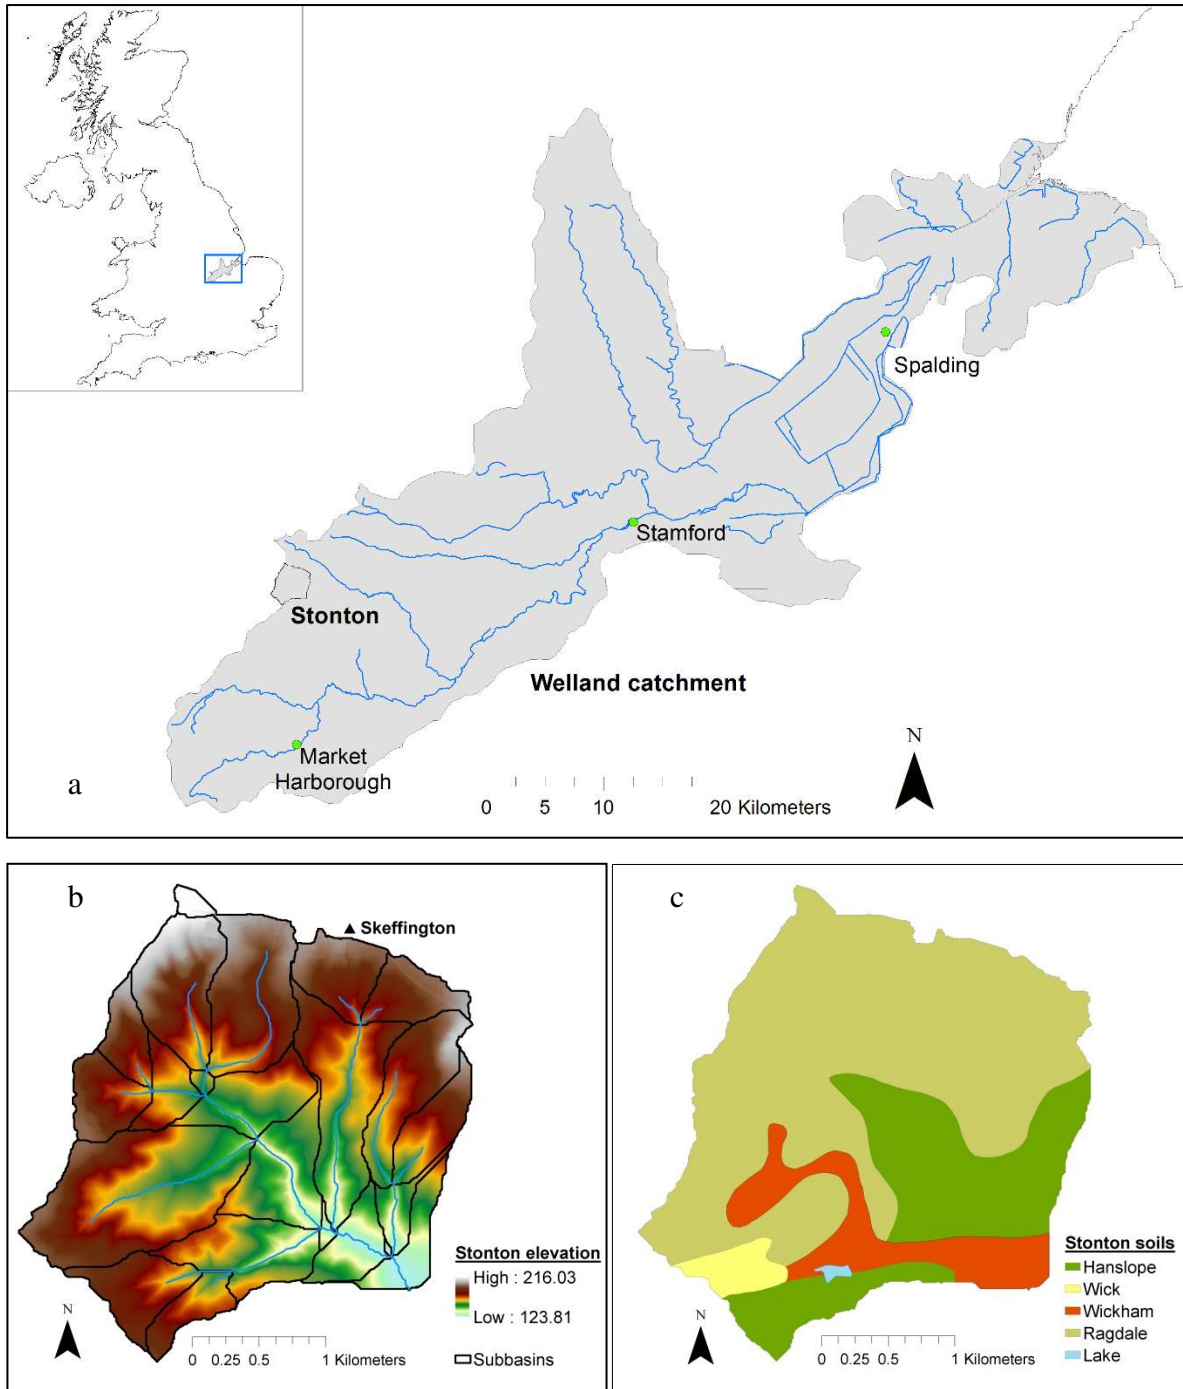 Spalding
Stamford
Stonton
Welland catchment
Market
Harborough
a
N
0 5 10 20 Kilometers
b
Skeffington
Stonton elevation
High : 216.03
Low : 123.81
Subbasins
N
0 0.25 0.5 1 Kilometers
c
Stonton soils
Hanslope
Wick
Wickham
Ragdale
Lake
N
0 0.25 0.5 1 Kilometers